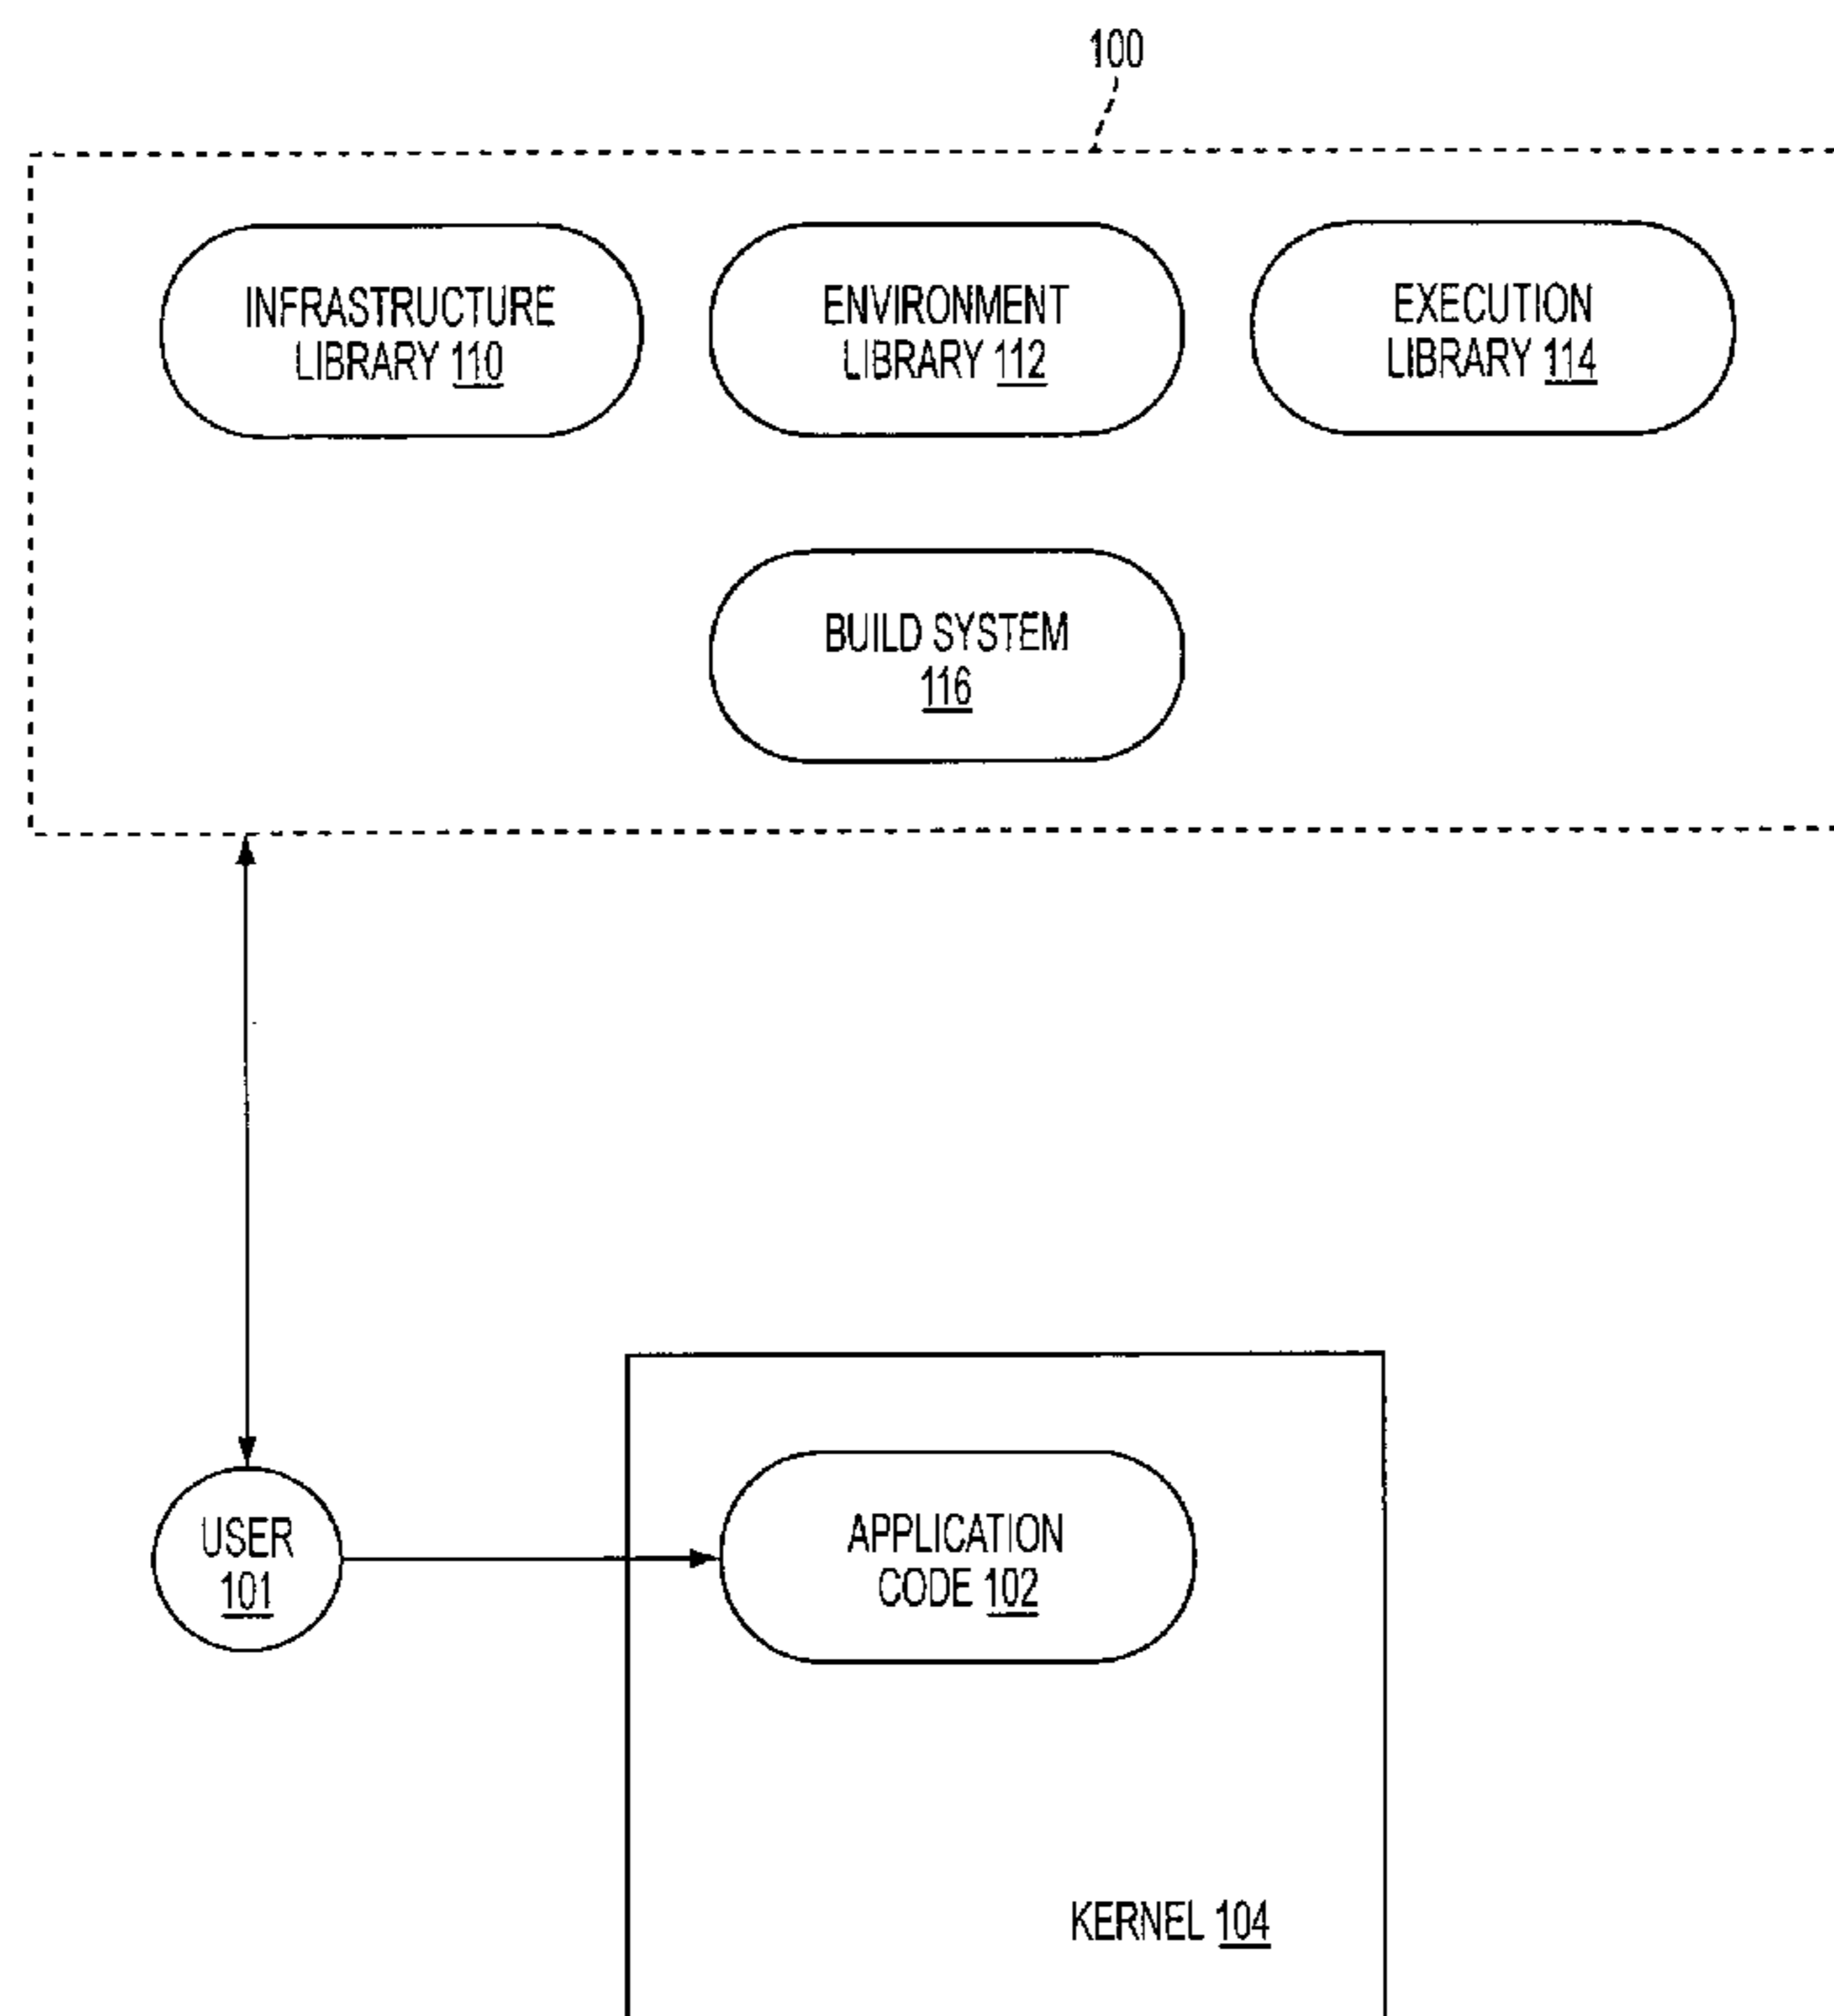 100
INFRASTRUCTURE
LIBRARY 110
ENVIRONMENT
LIBRARY 112
EXECUTION
LIBRARY 114
BUILD SYSTEM
116
USER
101
APPLICATION
CODE 102
KERNEL 104